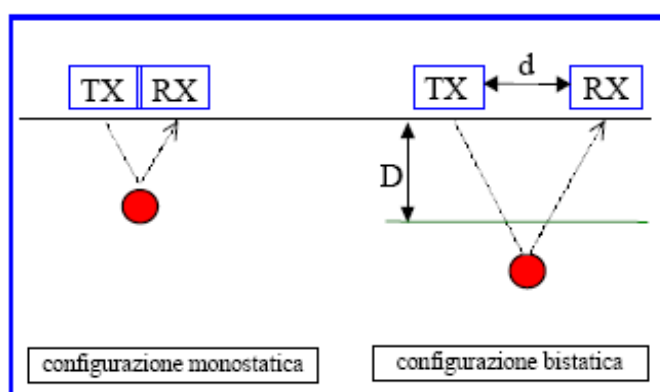 TX RX
TX d RX
D
configurazione monostatica
configurazione bistatica